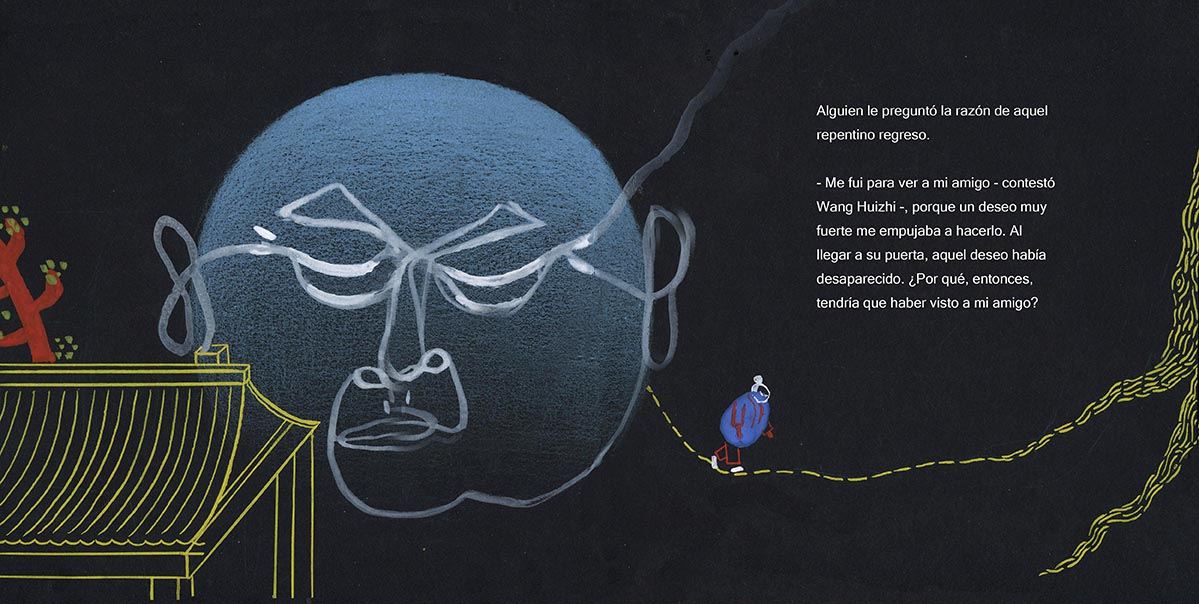 Alguien le preguntó la razón de aquel
repentino regreso.
- Me fui para ver a mi amigo - contestó
Wang Huizhi -, porque un deseo muy
fuerte me empujaba a hacerlo. Al
llegar a su puerta, aquel deseo había
desaparecido. ¿Por qué, entonces,
tendría que haber visto a mi amigo?